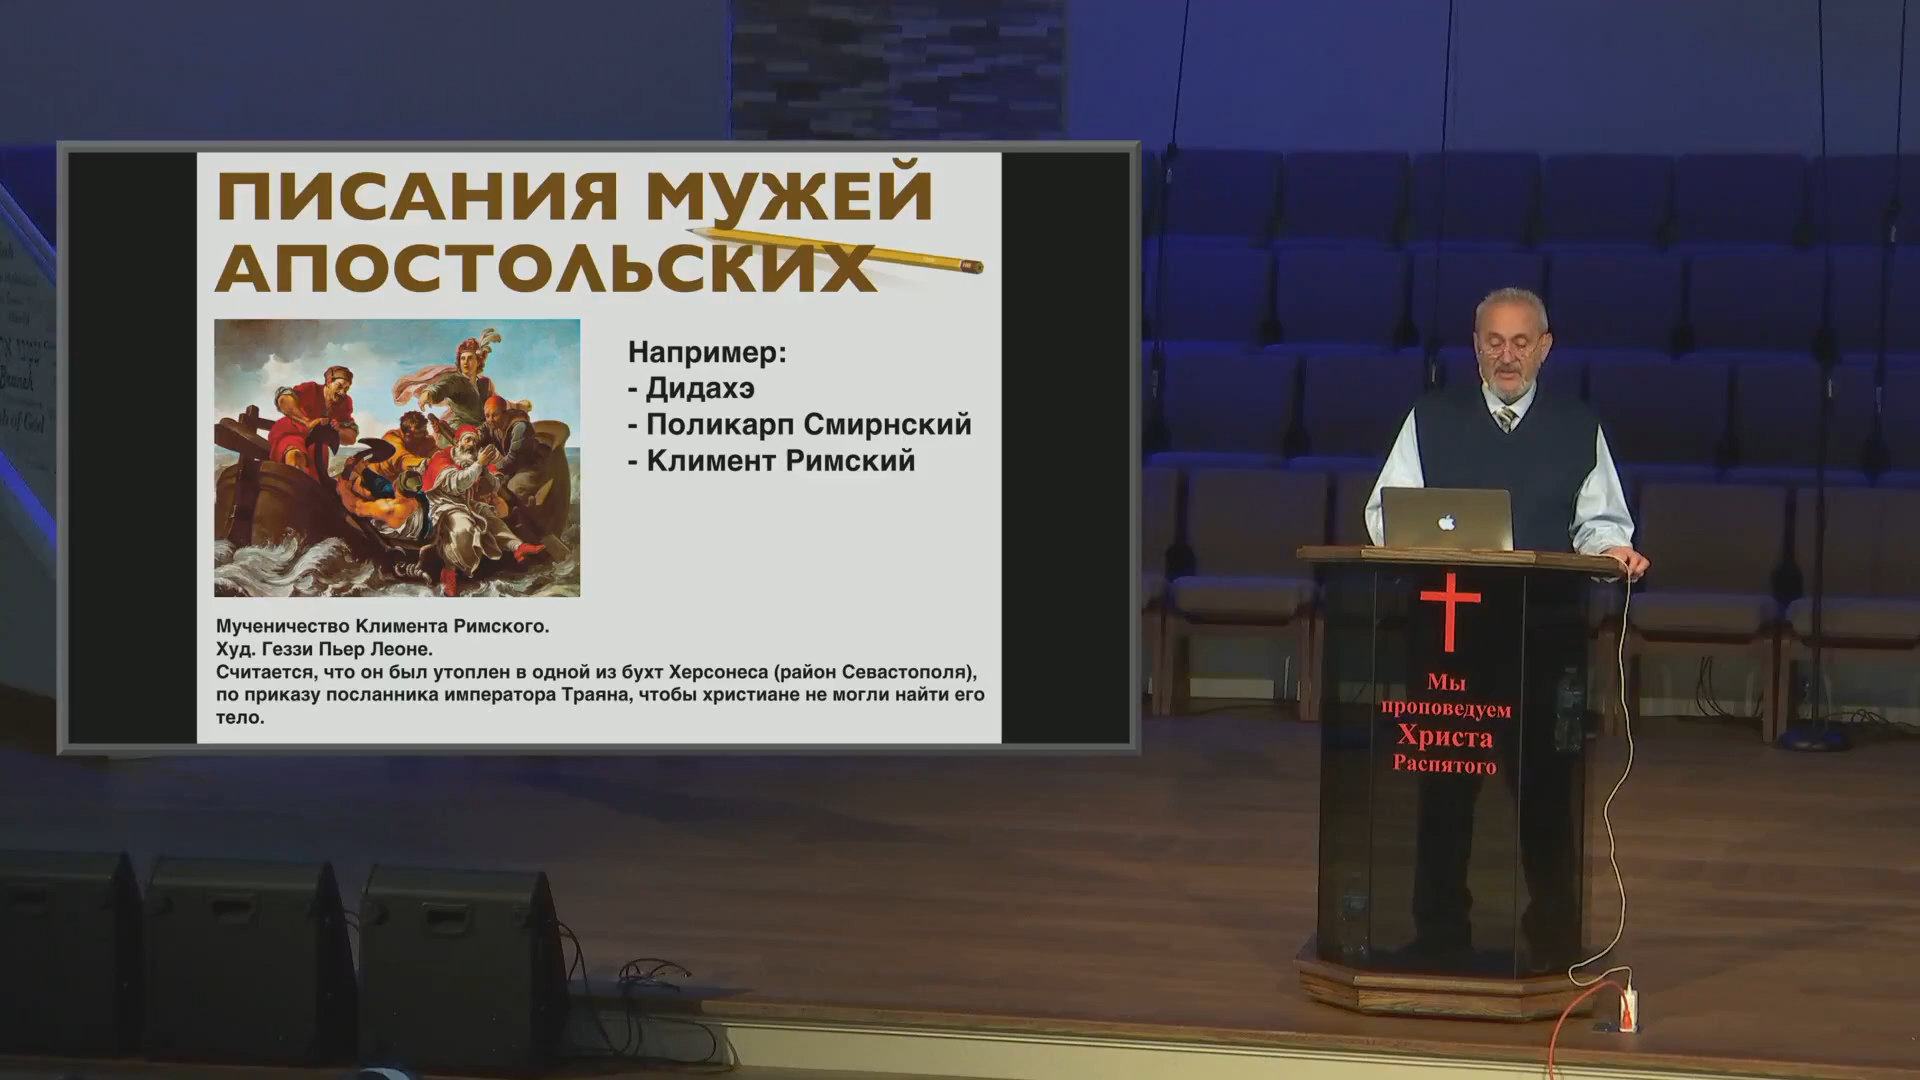 ПИСАНИЯ МУЖЕЙ
АПОСТОЛЬСКИХ
Например:
- Дидахэ
- Поликарп Смирнский
- Климент Римский
Мученичество Климента Римского.
Худ. Геззи Пьер Леоне.
Считается, что он был утоплен в одной из бухт Херсонеса (район Севастополя),
по приказу посланника императора Траяна, чтобы христиане не могли найти его
тело.
Мы
проповедуем
Христа
Распятого